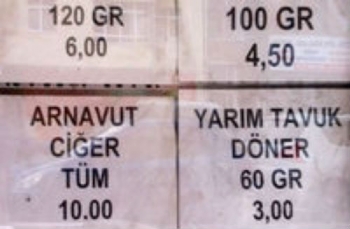 120 GR
6,00
100 GR
4,50
ARNAVUT
CİĞER
TÜM
10.00
YARIM TAVUK
DÖNER
60 GR
3,00